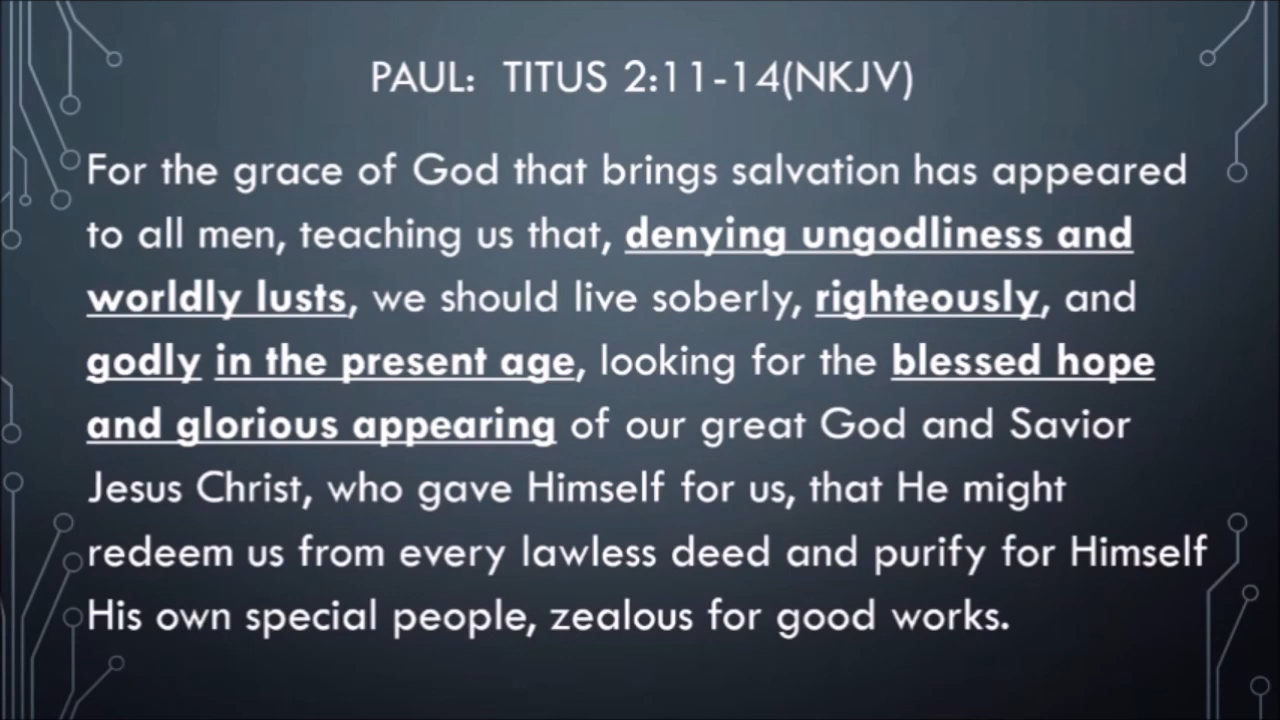 PAUL:  TITUS 2:11-14(NKJV)
For the grace of God that brings salvation has appeared
to all men, teaching us that, denying ungodliness and
worldly lusts, we should live soberly, righteously, and
godly in the present age, looking for the blessed hope
and glorious appearing of our great God and Savior
Jesus Christ, who gave Himself for us, that He might
redeem us from every lawless deed and purify for Himself
His own special people, zealous for good works.